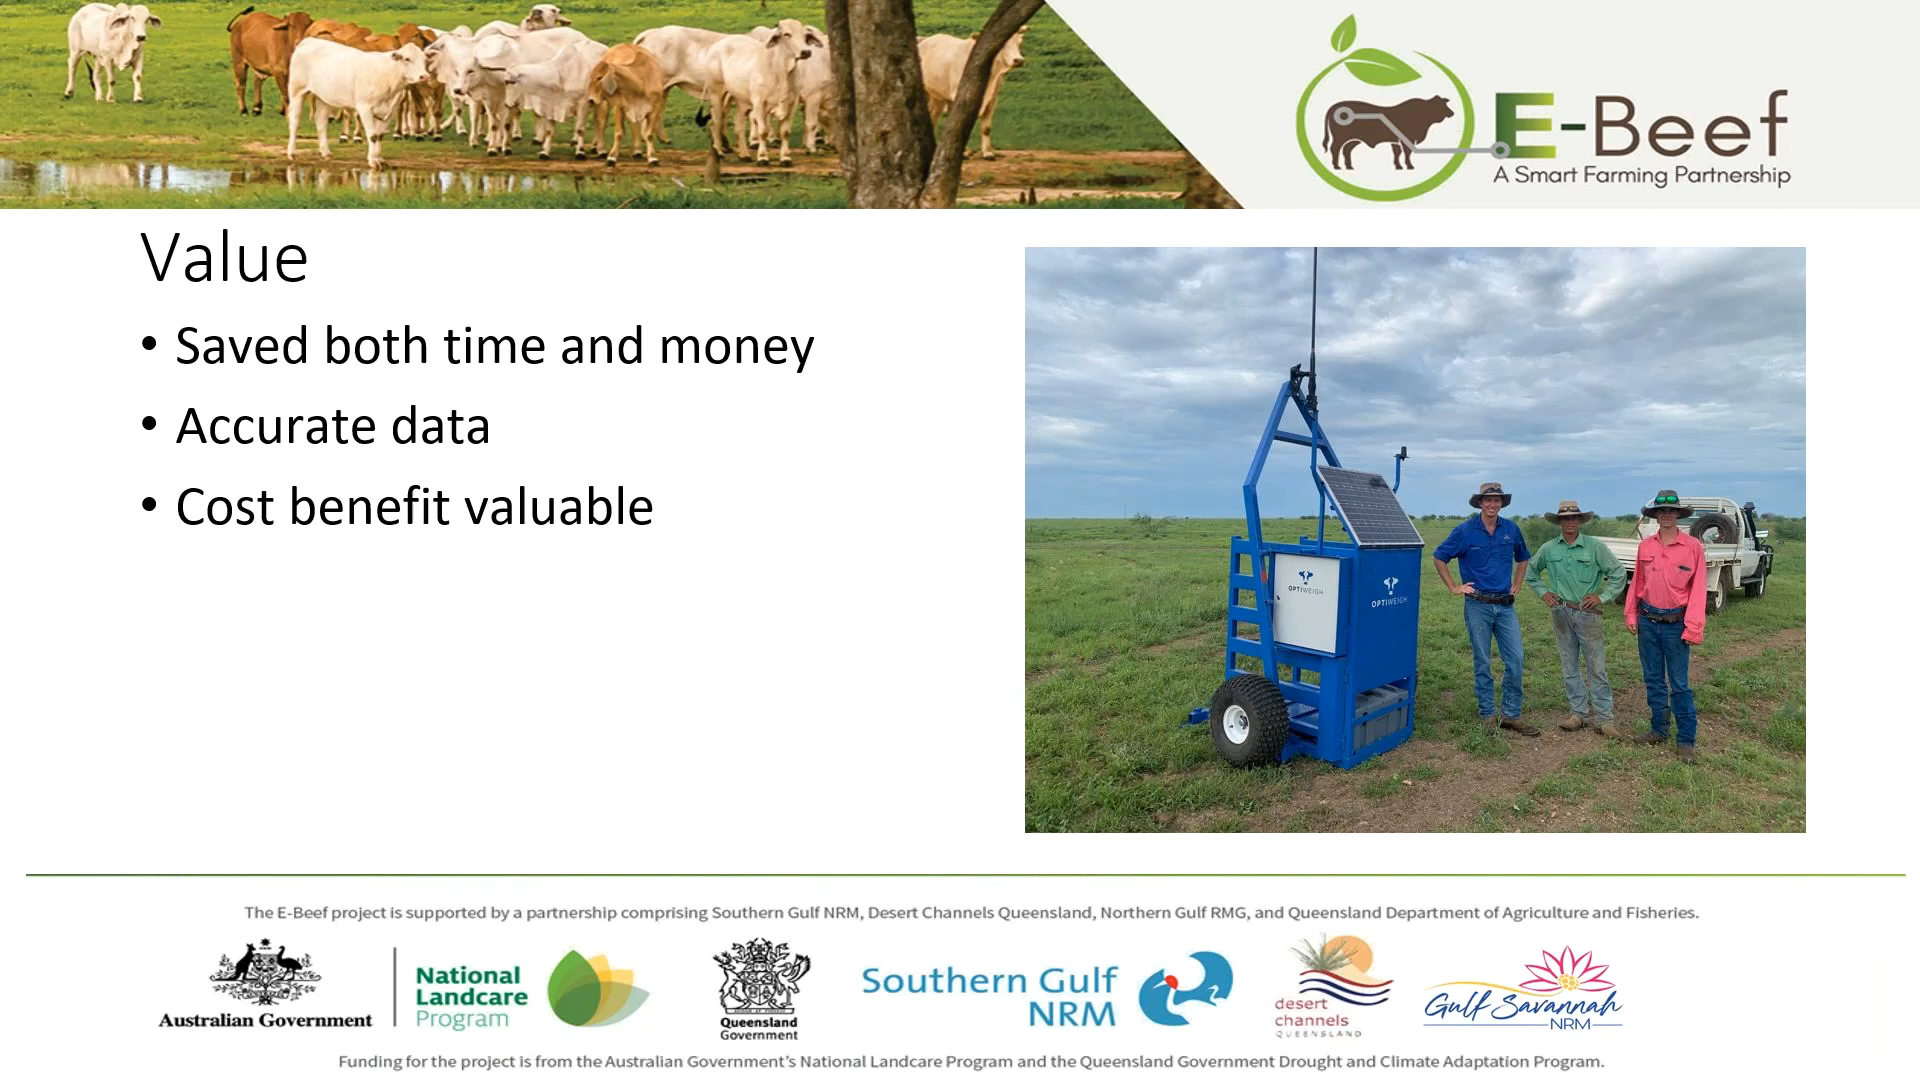 E-Beef
A Smart Farming Partnership
Value
• Saved both time and money
• Accurate data
• Cost benefit valuable
OPTIWEIGH
OPTIWEIGH
The E-Beef project is supported by a partnership comprising Southern Gulf NRM, Desert Channels Queensland, Northern Gulf RMG, and Queensland Department of Agriculture and Fisheries.
Australian Government
National
Landcare
Program
Queensland
Government
Southern Gulf
NRM
desert
channels
QUEENSLAND
Gulf Savannah
NRM
Funding for the project is from the Australian Government's National Landcare Program and the Queensland Government Drought and Climate Adaptation Program.